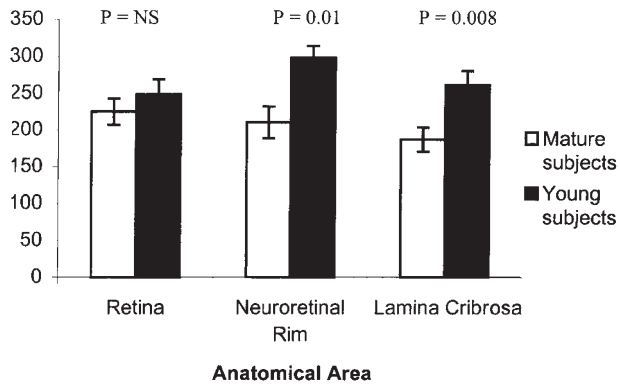 P = NS P = 0.01 P = 0.008
350
300
250
200
150
100
50
0
Mature
subjects
Young
subjects
Retina Neuroretinal Lamina Cribrosa
Rim
Anatomical Area